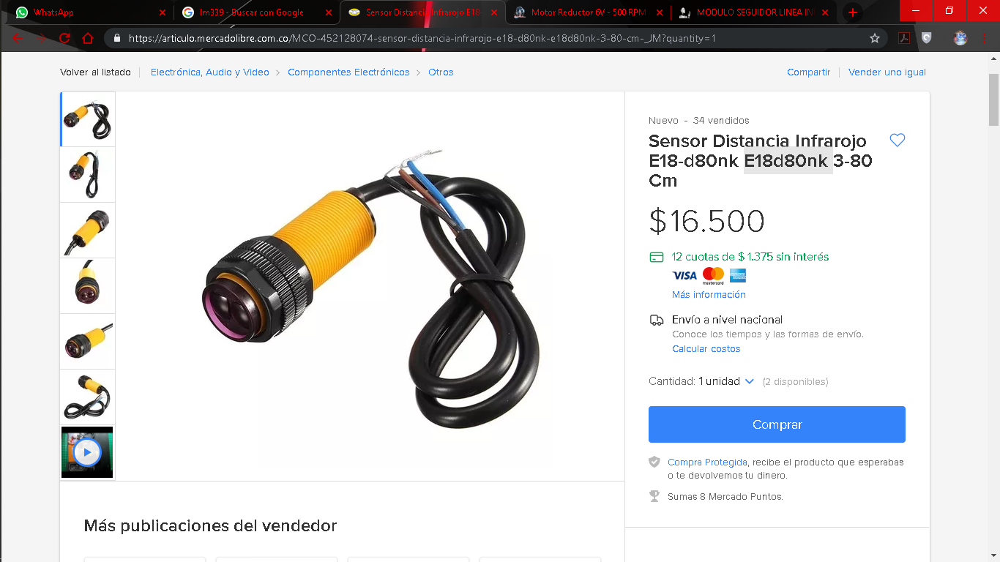 WhatsApp
lm339 - Buscar con Google
Sensor Distancia Infrarojo E18
Motor Reductor 6V - 500 RPM
MODULO SEGUIDOR LINEA IN
https://articulo.mercadolibre.com.co/MCO-452128074-sensor-distancia-infrarojo-e18-d80nk-e18d80nk-3-80-cm-_JM?quantity=1
Volver al listado
Electrónica, Audio y Video > Componentes Electrónicos > Otros
Compartir
Vender uno igual
Nuevo - 34 vendidos
Sensor Distancia Infrarojo
E18-d80nk E18d80nk 3-80
Cm
$16.500
12 cuotas de $ 1.375 sin interés
VISA mastercard
Más información
Envío a nivel nacional
Conoce los tiempos y las formas de envío.
Calcular costos
Cantidad: 1 unidad (2 disponibles)
Comprar
Compra Protegida, recibe el producto que esperabas
o te devolvemos tu dinero.
Sumas 8 Mercado Puntos.
Más publicaciones del vendedor